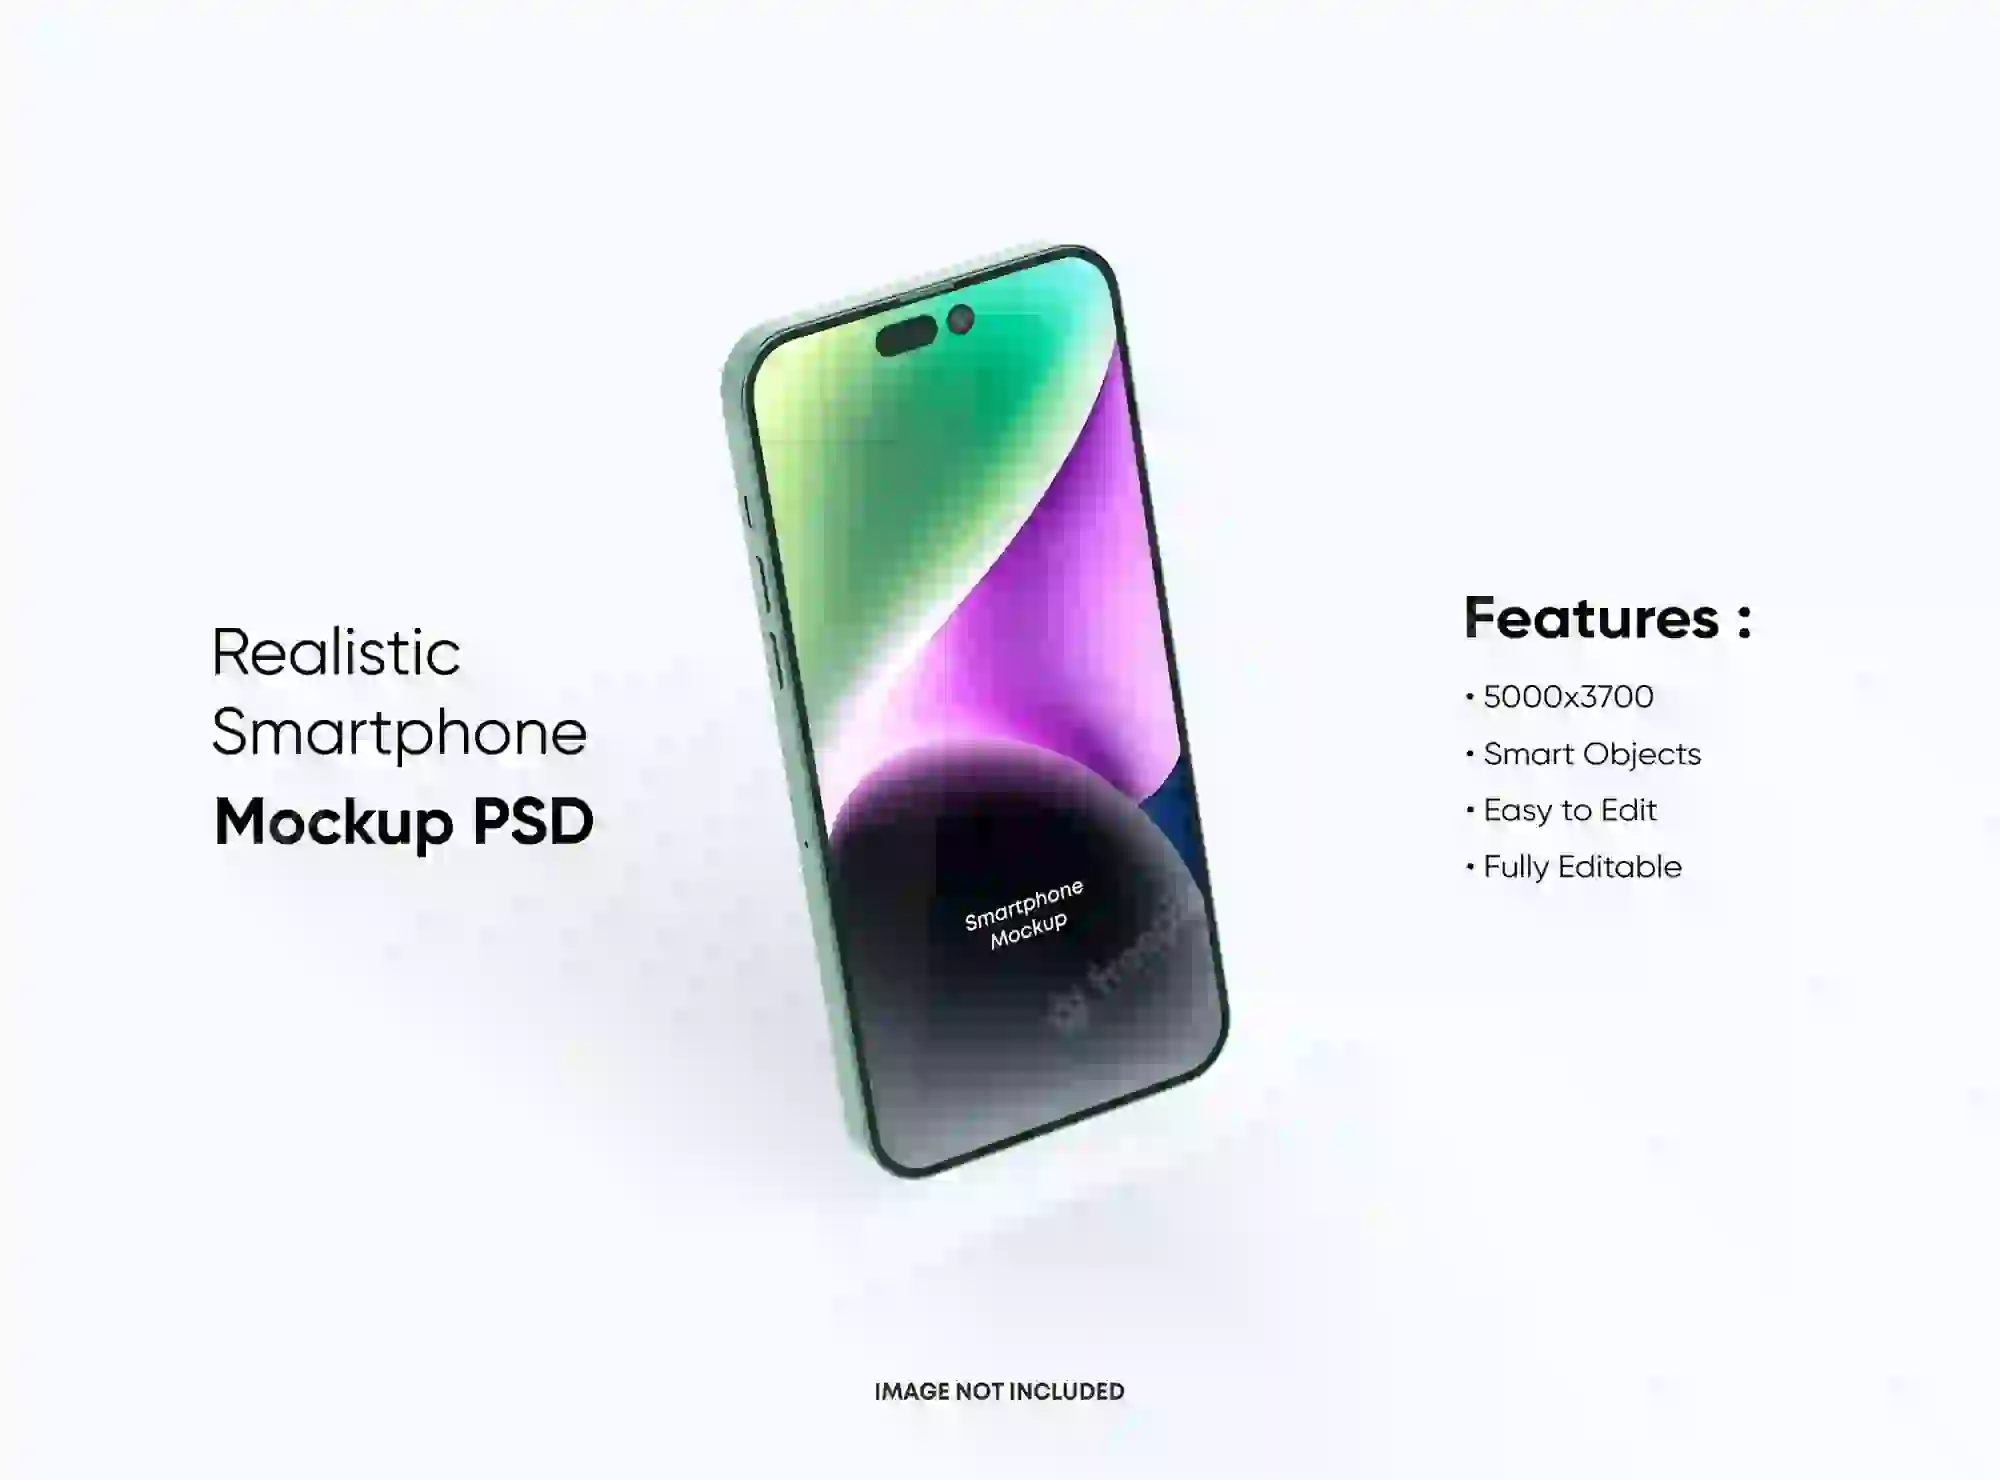 Realistic
Smartphone
Mockup PSD
Smartphone
Mockup
Features :
• 5000x3700
• Smart Objects
• Easy to Edit
• Fully Editable
IMAGE NOT INCLUDED